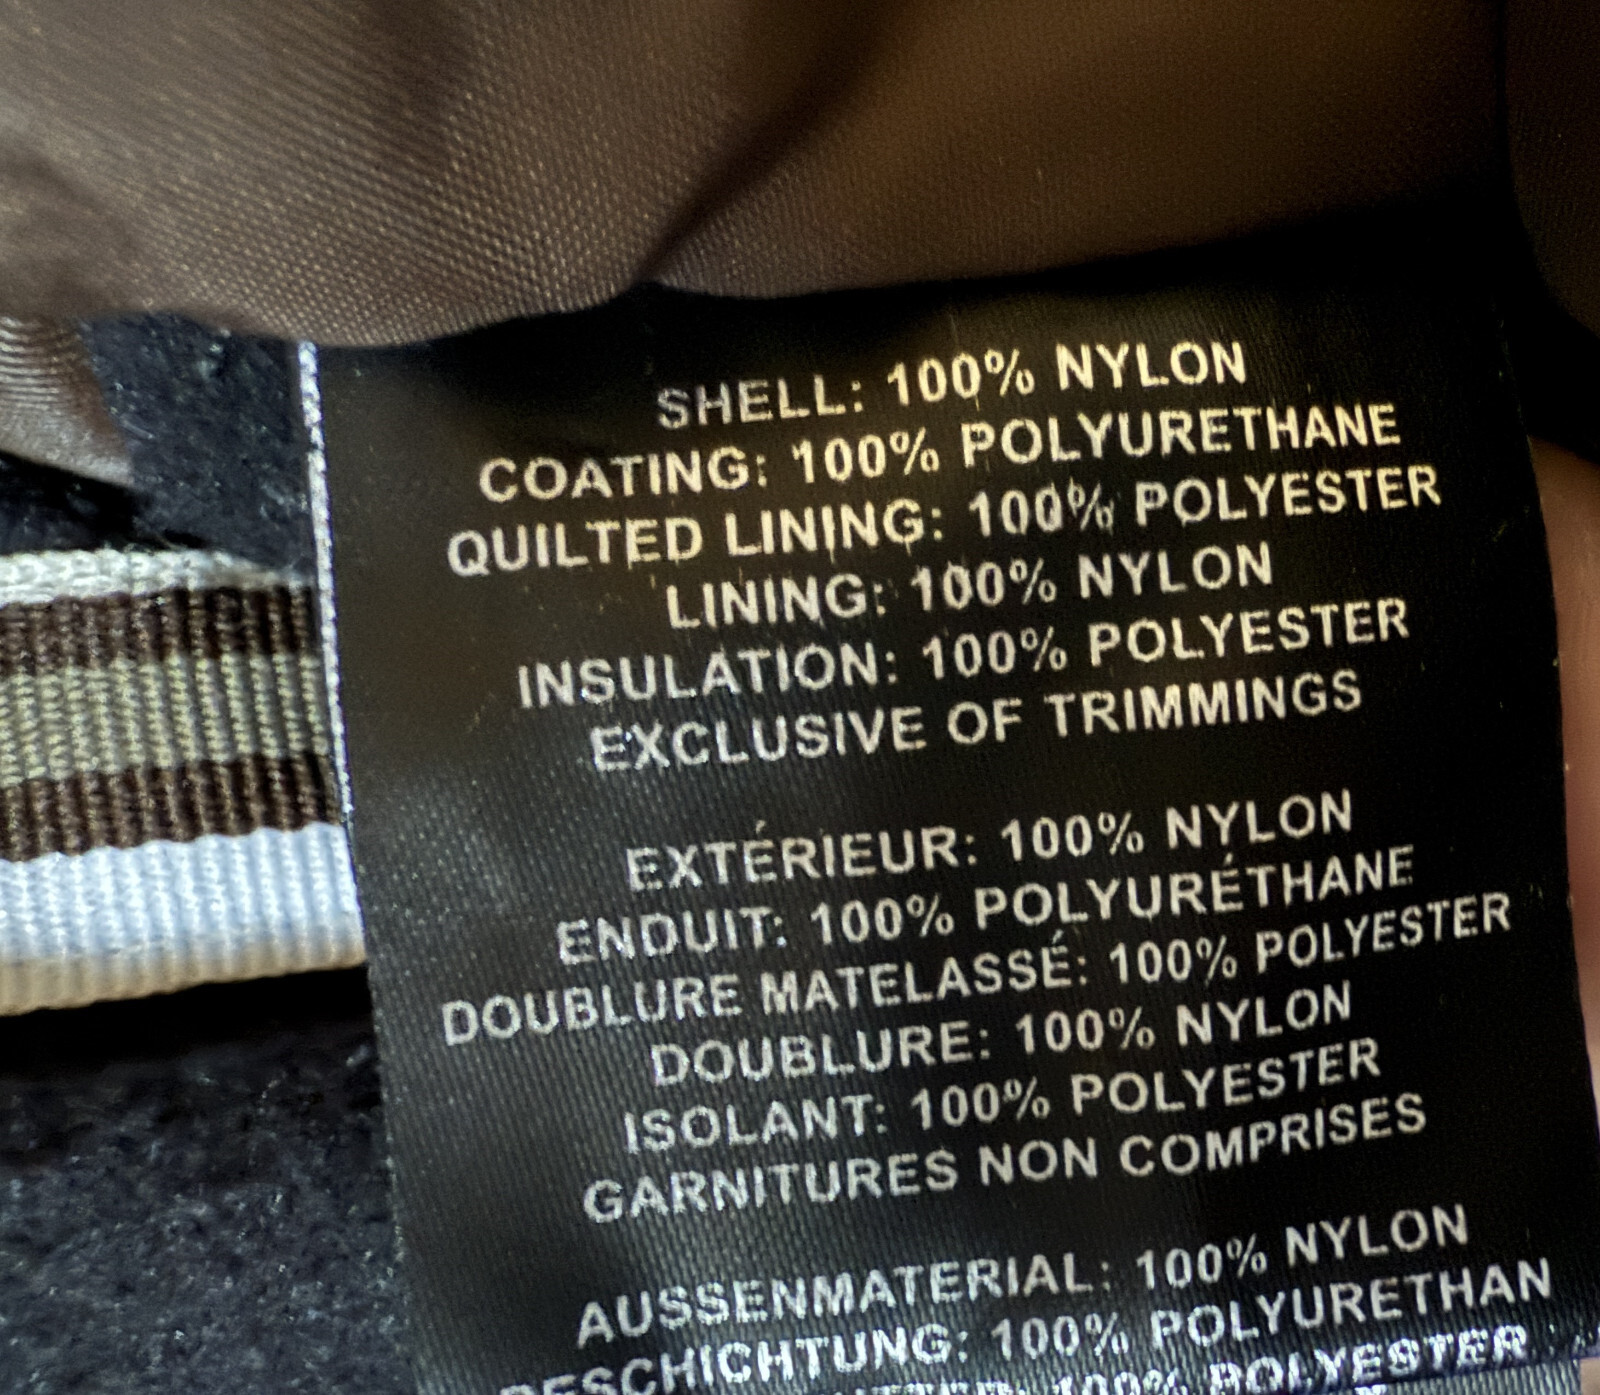 SHELL: 100% NYLON
COATING: 100% POLYURETHANE
QUILTED LINING: 100% POLYESTER
LINING: 100% NYLON
INSULATION: 100% POLYESTER
EXCLUSIVE OF TRIMMINGS
EXTÉRIEUR: 100% NYLON
ENDUIT: 100% POLYURÉTHANE
DOUBLURE MATELASSÉ: 100% POLYESTER
DOUBLURE: 100% NYLON
ISOLANT: 100% POLYESTER
GARNITURES NON COMPRISES
AUSSENMATERIAL: 100% NYLON
BESCHICHTUNG: 100% POLYURETHAN
100% POLYESTER